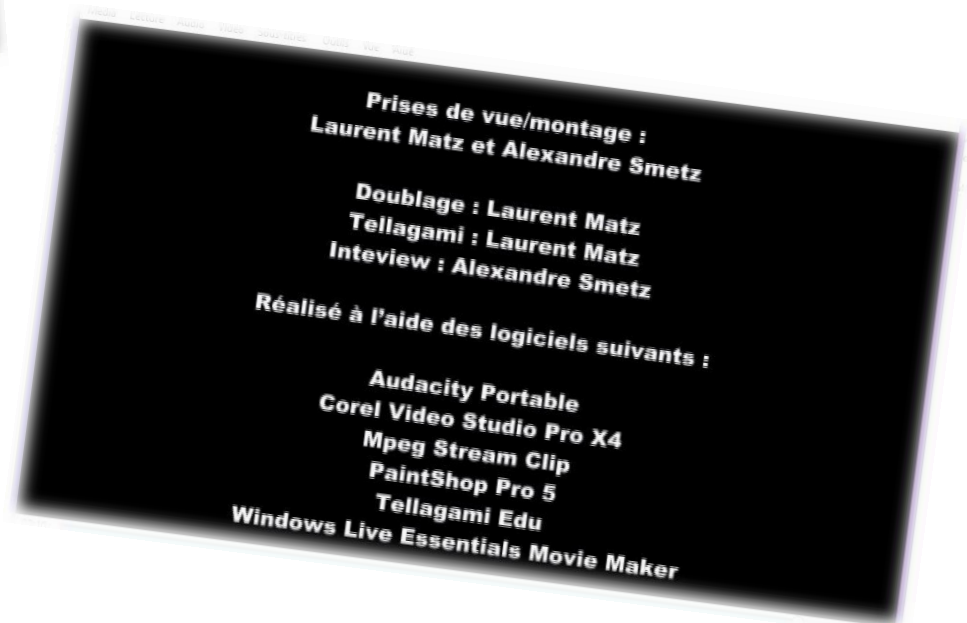 Prises de vue/montage :
Laurent Matz et Alexandre Smetz
Doublage : Laurent Matz
Tellagami : Laurent Matz
Inteview : Alexandre Smetz
Réalisé à l’aide des logiciels suivants :
Audacity Portable
Corel Video Studio Pro X4
Mpeg Stream Clip
PaintShop Pro 5
Tellagami Edu
Windows Live Essentials Movie Maker